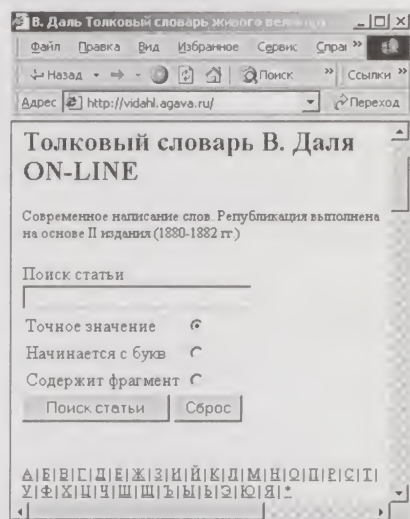 В. Даль Толковый словарь живого
Файл Правка Вид Избранное Сервис Спра »
Назад Поиск » Ссылки »
Адрес http://vidahl.agava.ru/ Переход
Толковый словарь В. Даля
ON-LINE
Современное написание слов. Републикация выполнена
на основе II издания (1880-1882 гг.)
Поиск статьи
Точное значение
Начинается с букв
Содержит фрагмент
Поиск статьи Сброс
А|Б|В|Г|Д|Е|Ж|З|И|Й|К|Л|М|Н|О|П|Р|С|Т|
У|Ф|Х|Ц|Ч|Ш|Щ|Ъ|Ы|Ь|Э|Ю|Я|*